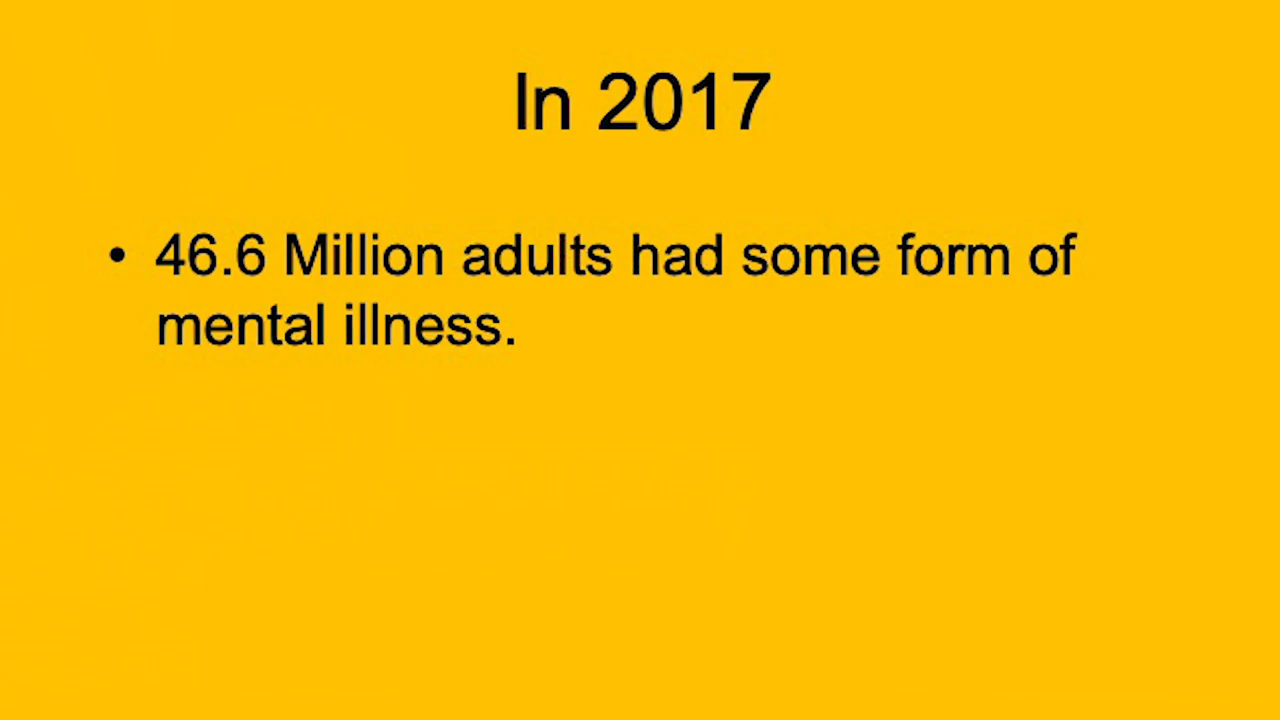 In 2017
• 46.6 Million adults had some form of
mental illness.